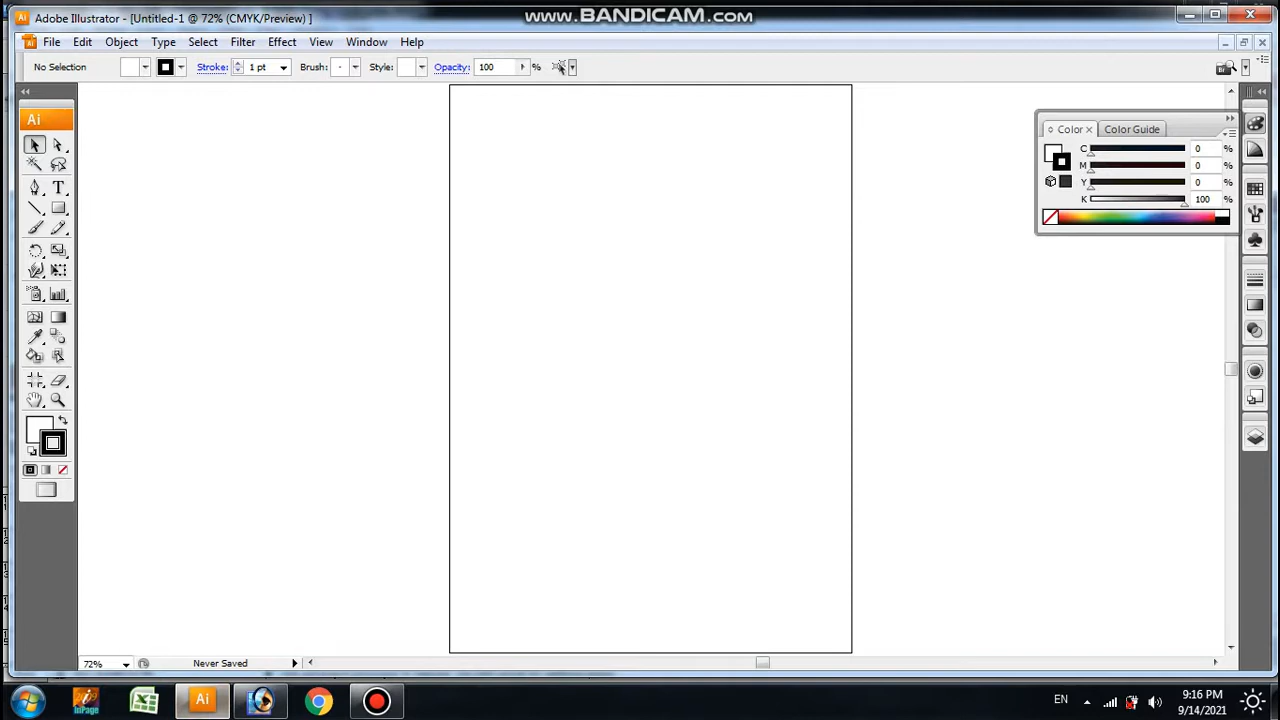 Adobe Illustrator - [Untitled-1 @ 72% (CMYK/Preview) ]
www.BANDICAM.com
File Edit Object Type Select Filter Effect View Window Help
No Selection Stroke: 1 pt Brush: Style: Opacity: 100 %
Ai
Color Color Guide
C 0 %
M 0 %
Y 0 %
K 100 %
72% Never Saved
InPage
Ai
EN
9:16 PM
9/14/2021